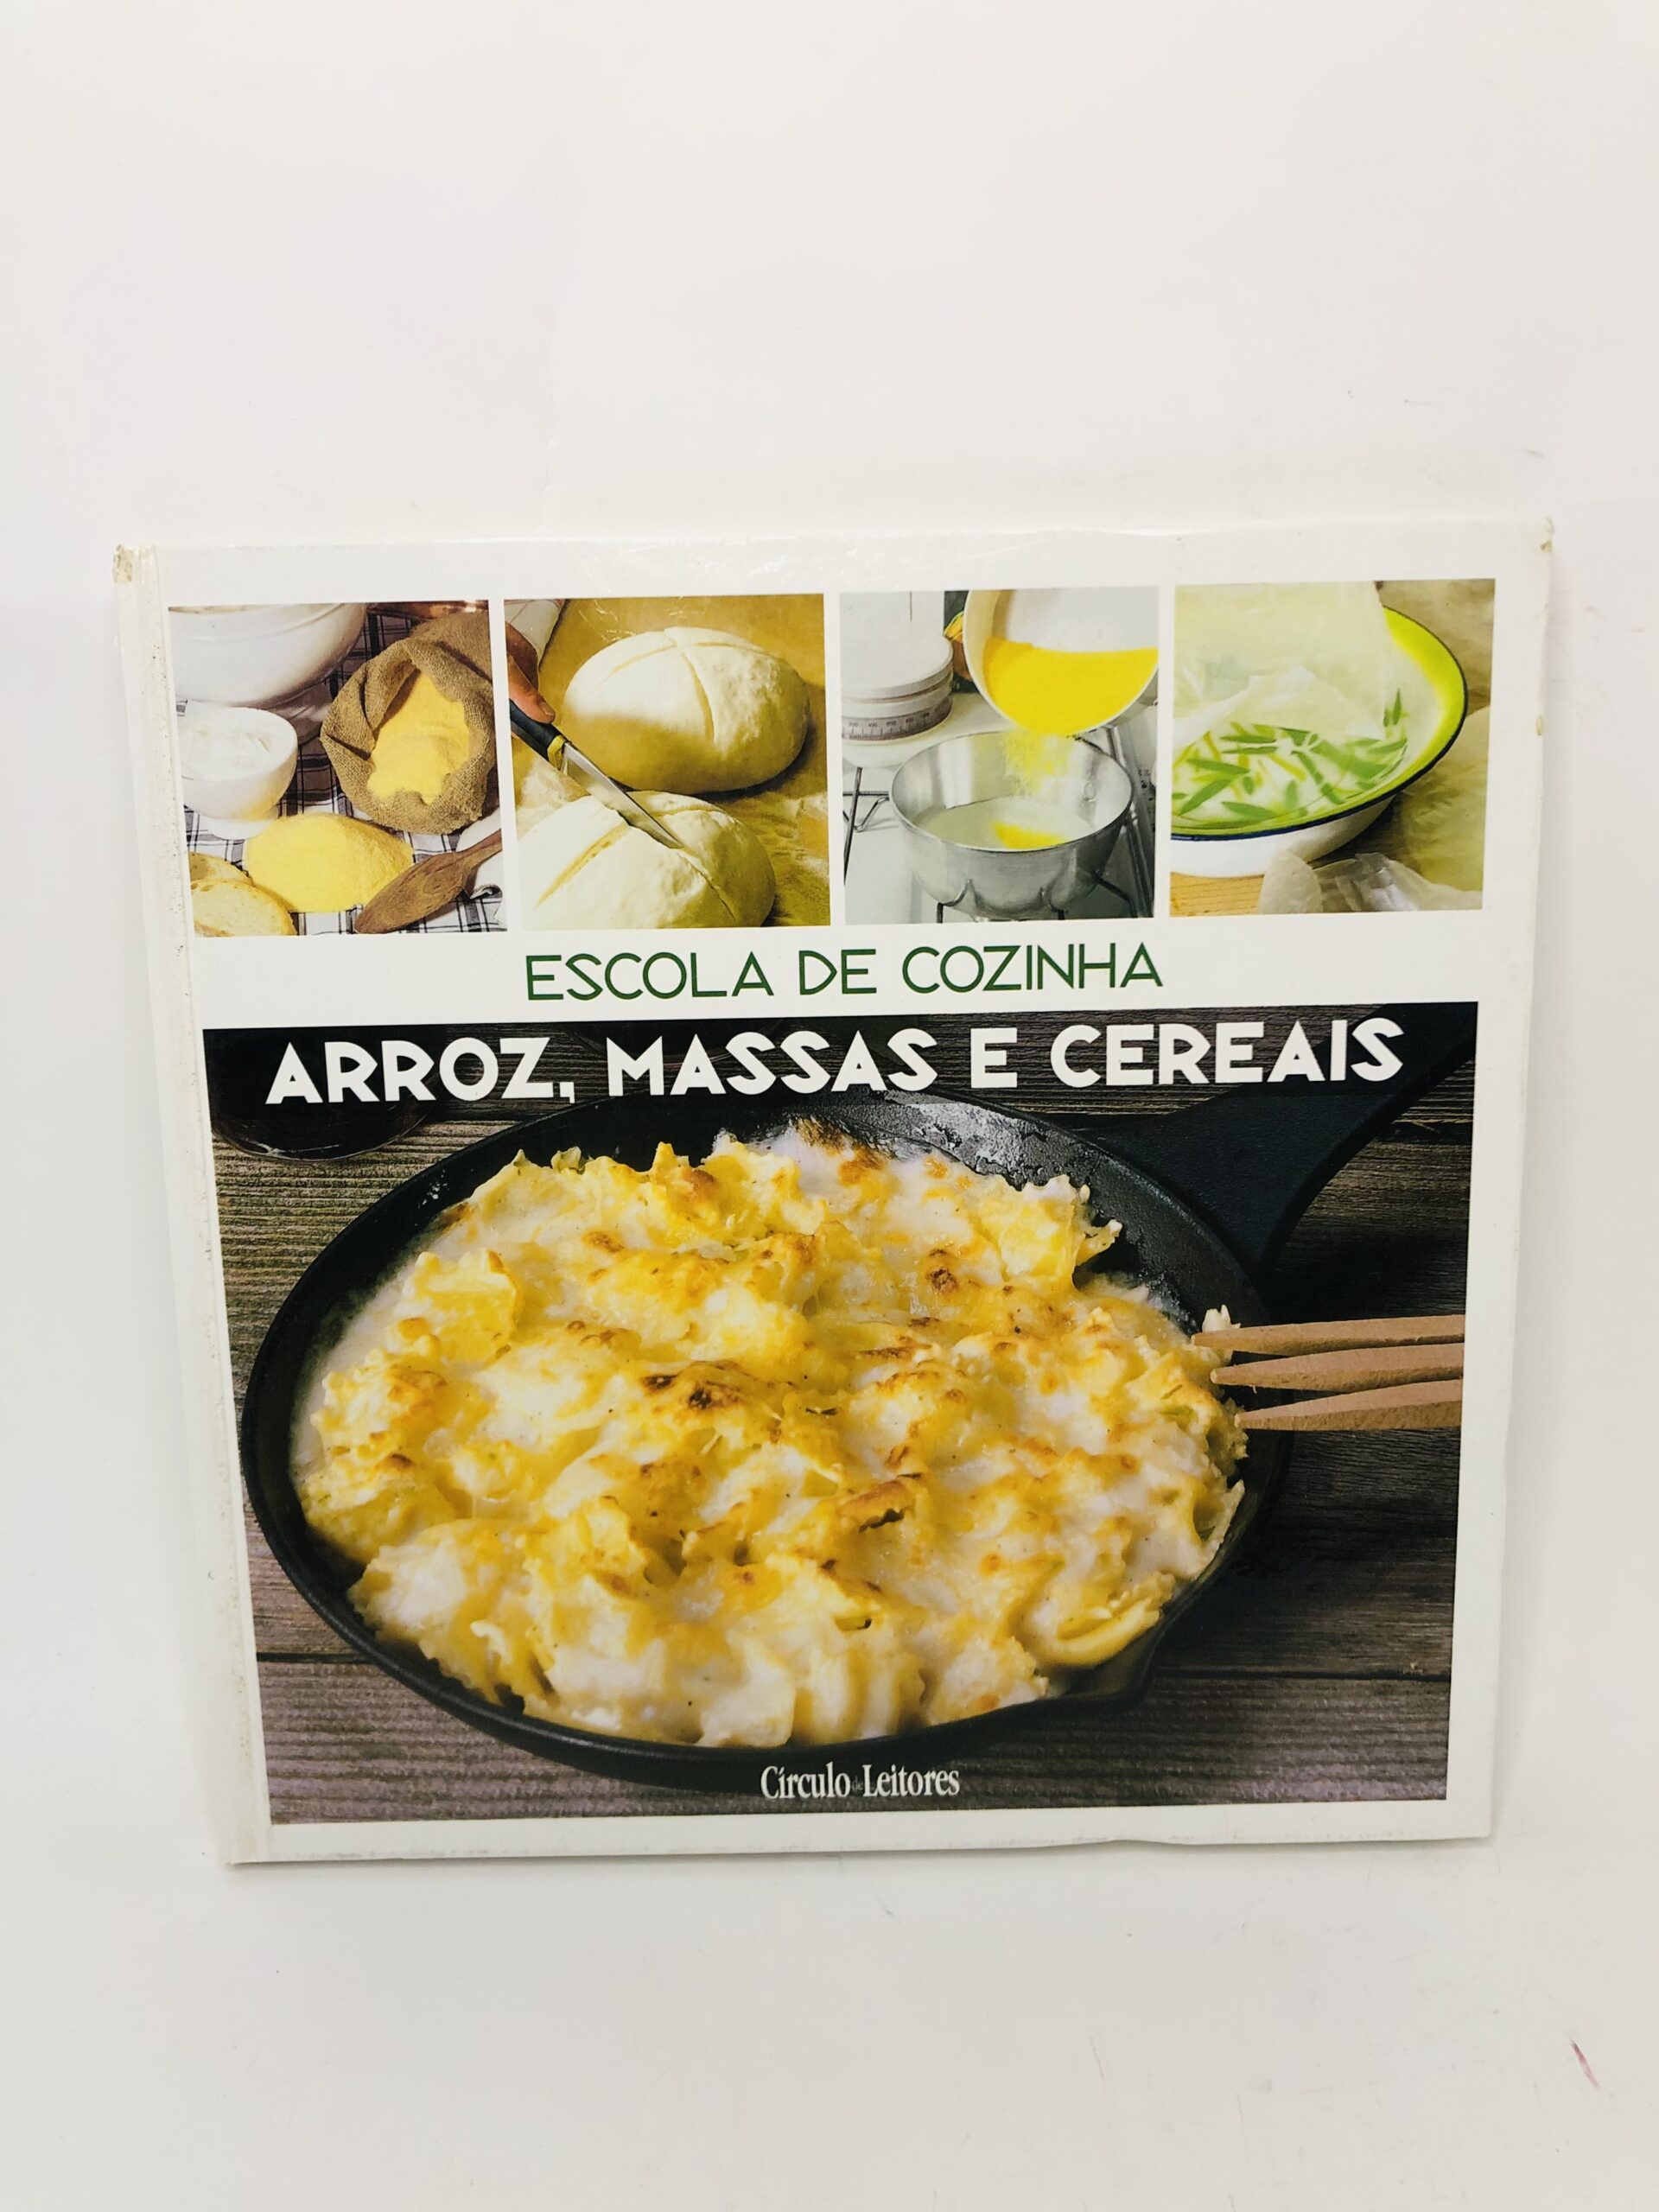 ESCOLA DE COZINHA
ARROZ, MASSAS E CEREAIS
Círculo de Leitores